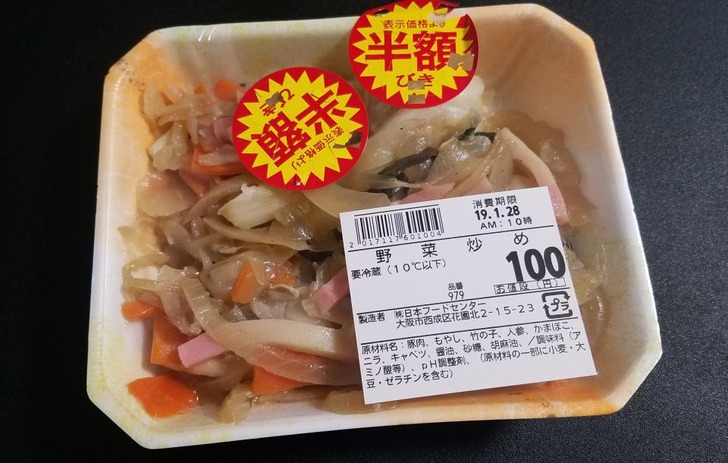 表示価格より
半額
びき
表示価格より
半額
びき
消費期限
19.1.28
AM:10時
2017117601004
野菜炒め
要冷蔵(10℃以下)
100
品番
979
お値段(円)
製造者 ㈱日本フードセンター
大阪市西成区花園北2-15-23
プラ
原材料名:豚肉、もやし、竹の子、人参、かまぼこ、
ニラ、キャベツ、醤油、砂糖、胡麻油、/調味料(ア
ミノ酸等)、pH調整剤、(原材料の一部に小麦・大
豆・ゼラチンを含む)